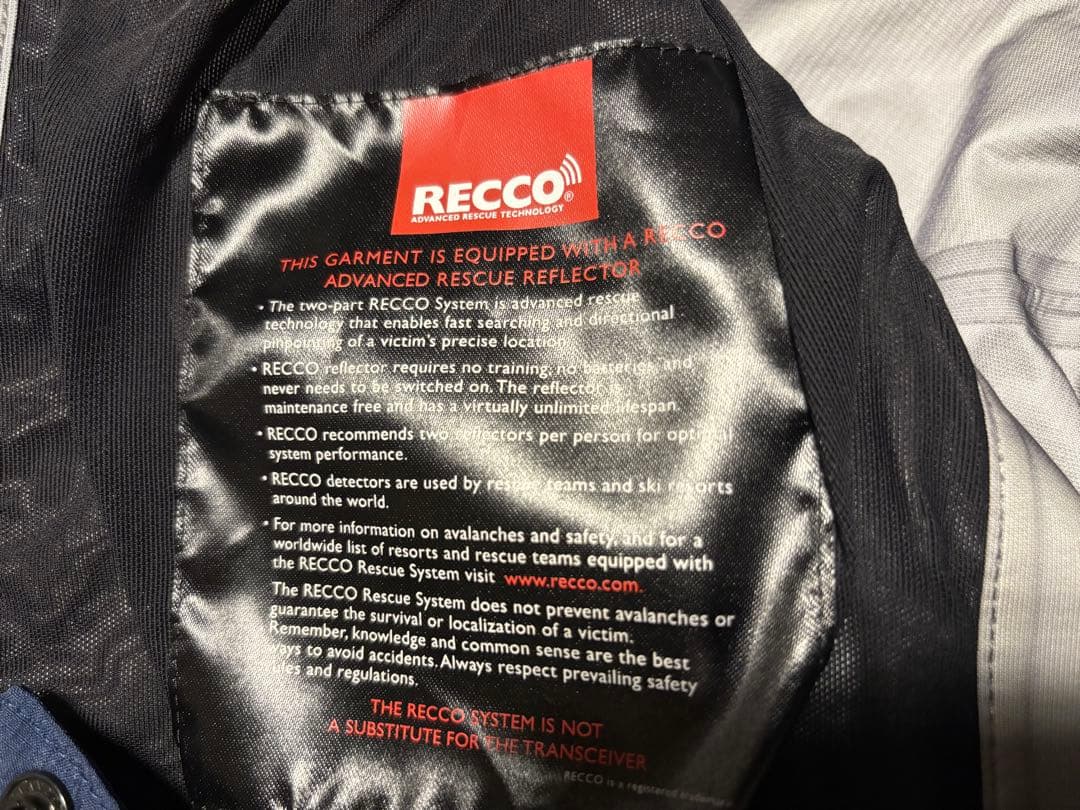 RECCO®
ADVANCED RESCUE TECHNOLOGY
THIS GARMENT IS EQUIPPED WITH A RECCO
ADVANCED RESCUE REFLECTOR
• The two-part RECCO System is advanced rescue
technology that enables fast searching and directional
pinpointing of a victim's precise location.
• RECCO reflector requires no training, no batteries and
never needs to be switched on. The reflector is
maintenance free and has a virtually unlimited lifespan.
• RECCO recommends two reflectors per person for optimal
system performance.
• RECCO detectors are used by rescue teams and ski resorts
around the world.
• For more information on avalanches and safety, and for a
worldwide list of resorts and rescue teams equipped with
the RECCO Rescue System visit www.recco.com.
The RECCO Rescue System does not prevent avalanches or
guarantee the survival or localization of a victim.
Remember, knowledge and common sense are the best
ways to avoid accidents. Always respect prevailing safety
rules and regulations.
THE RECCO SYSTEM IS NOT
A SUBSTITUTE FOR THE TRANSCEIVER
RECCO is a registered trademark